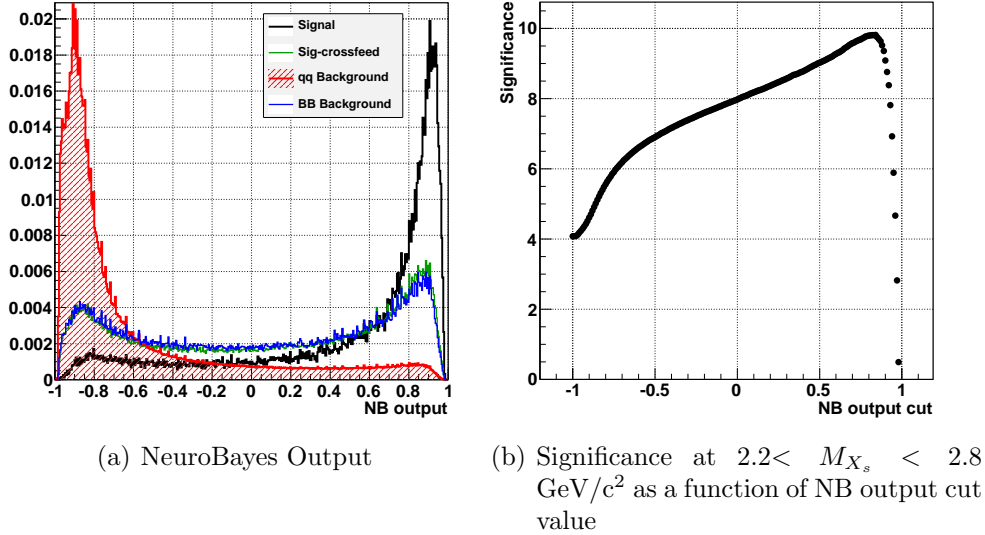 0.02
0.018
0.016
0.014
0.012
0.01
0.008
0.006
0.004
0.002
0
-1 -0.8 -0.6 -0.4 -0.2 0 0.2 0.4 0.6 0.8 1
NB output
Signal
Sig-crossfeed
qq Background
BB Background
(a) NeuroBayes Output
Significance
10
8
6
4
2
0
-1 -0.5 0 0.5 1
NB output cut
(b) Significance at 2.2< M_{X_s} < 2.8
GeV/c² as a function of NB output cut
value